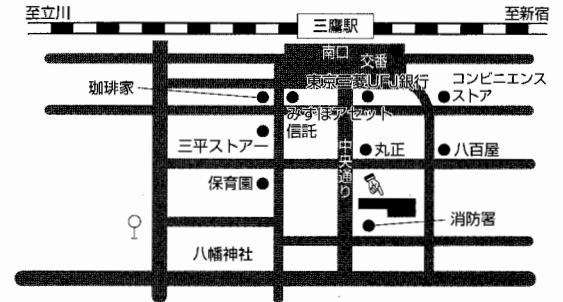 至立川
三鷹駅
至新宿
南口
交番
珈琲家
東京三菱UFJ銀行
コンビニエンス
ストア
みずほアセット
信託
三平ストアー
中央通り
丸正
八百屋
保育園
消防署
八幡神社